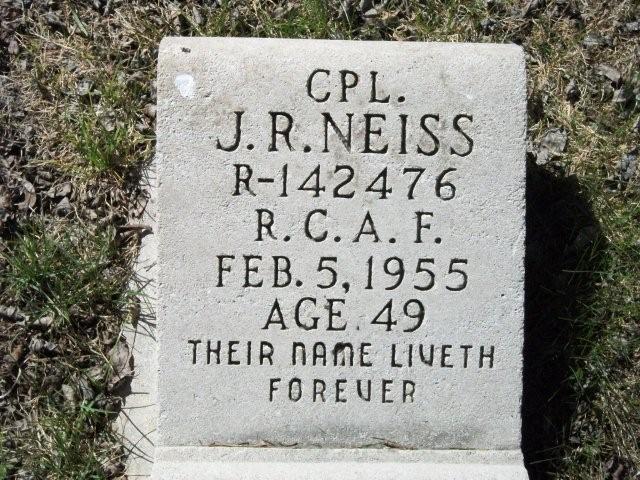 CPL.
J.R.NEISS
R-142476
R.C.A.F.
FEB. 5, 1955
AGE 49
THEIR NAME LIVETH
FOREVER